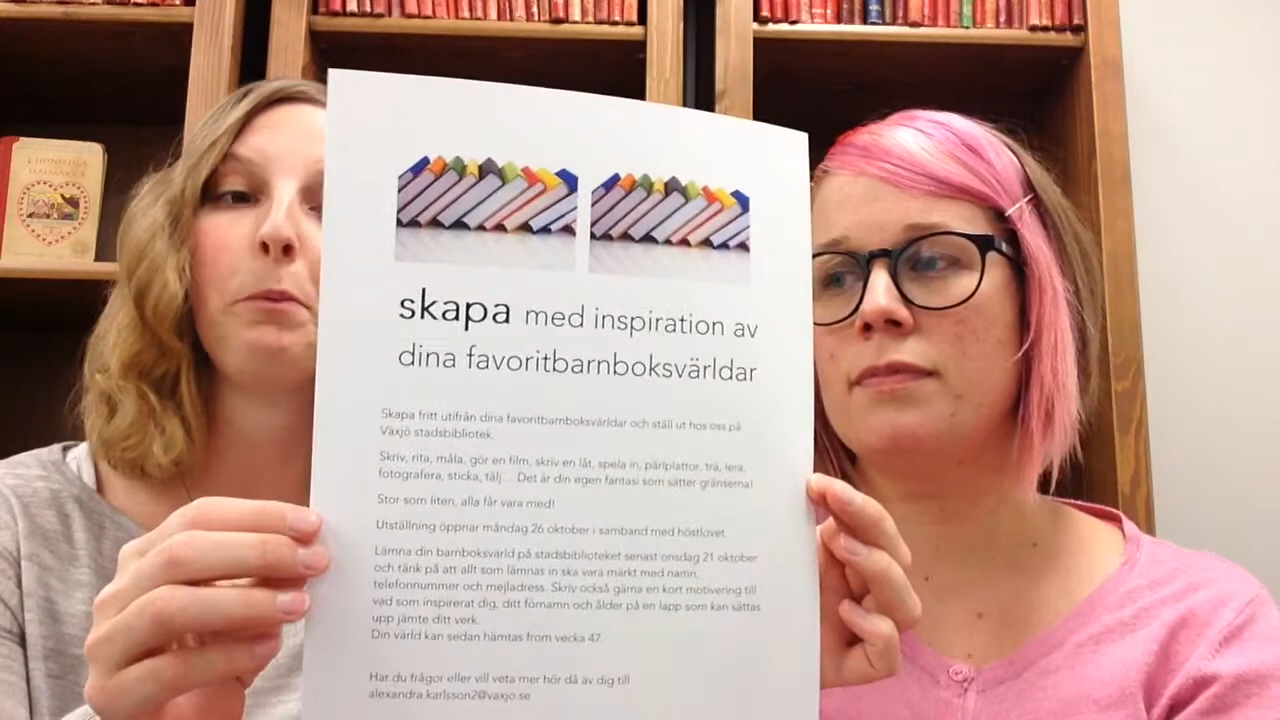 skapa med inspiration av
dina favoritbarnboksvärldar
Skapa fritt utifrån dina favoritbarnboksvärldar och ställ ut hos oss på
Växjö stadsbibliotek.
Skriv, rita, måla, gör en film, skriv en låt, spela in, pärlplattor, trä, lera,
fotografera, sticka, tälj... Det är din egen fantasi som sätter gränserna!
Stor som liten, alla får vara med!
Utställning öppnar måndag 26 oktober i samband med höstlovet.
Lämna din barnboksvärld på stadsbiblioteket senast onsdag 21 oktober
och tänk på att allt som lämnas in ska vara märkt med namn,
telefonnummer och mejladress. Skriv också gärna en kort motivering till
vad som inspirerat dig, ditt förnamn och ålder på en lapp som kan sättas
upp jämte ditt verk.
Din värld kan sedan hämtas from vecka 47
Har du frågor eller vill veta mer hör då av dig till
alexandra.karlsson2@vaxjo.se